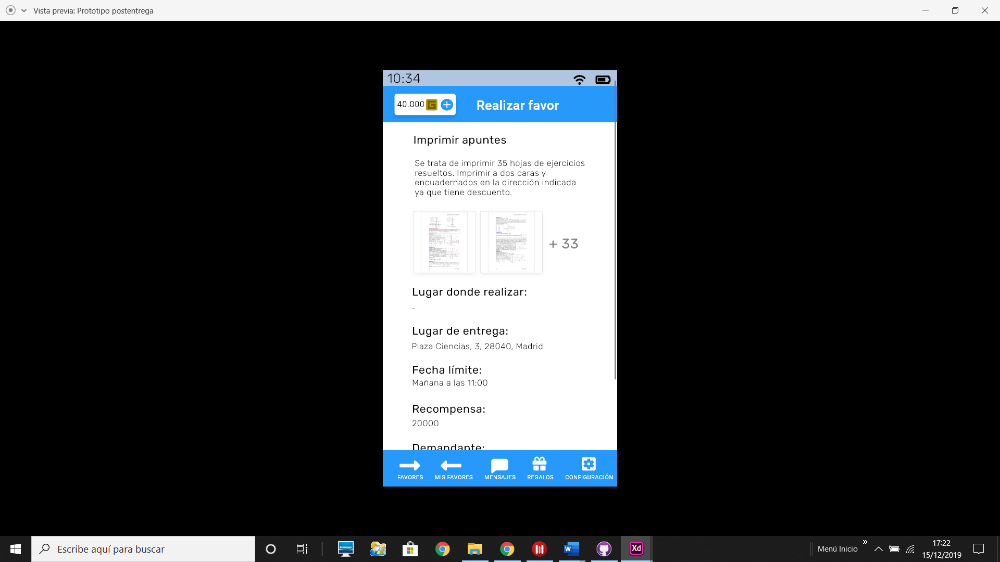 Vista previa: Prototipo postentrega
10:34
40.000 G
Realizar favor
Imprimir apuntes
Se trata de imprimir 35 hojas de ejercicios
resueltos. Imprimir a dos caras y
encuadernados en la dirección indicada
ya que tiene descuento.
+ 33
Lugar donde realizar:
-
Lugar de entrega:
Plaza Ciencias, 3, 28040, Madrid
Fecha límite:
Mañana a las 11:00
Recompensa:
20000
Demandante:
FAVORES MIS FAVORES MENSAJES REGALOS CONFIGURACIÓN
Escribe aquí para buscar
Xd
Menú Inicio
17:22
15/12/2019